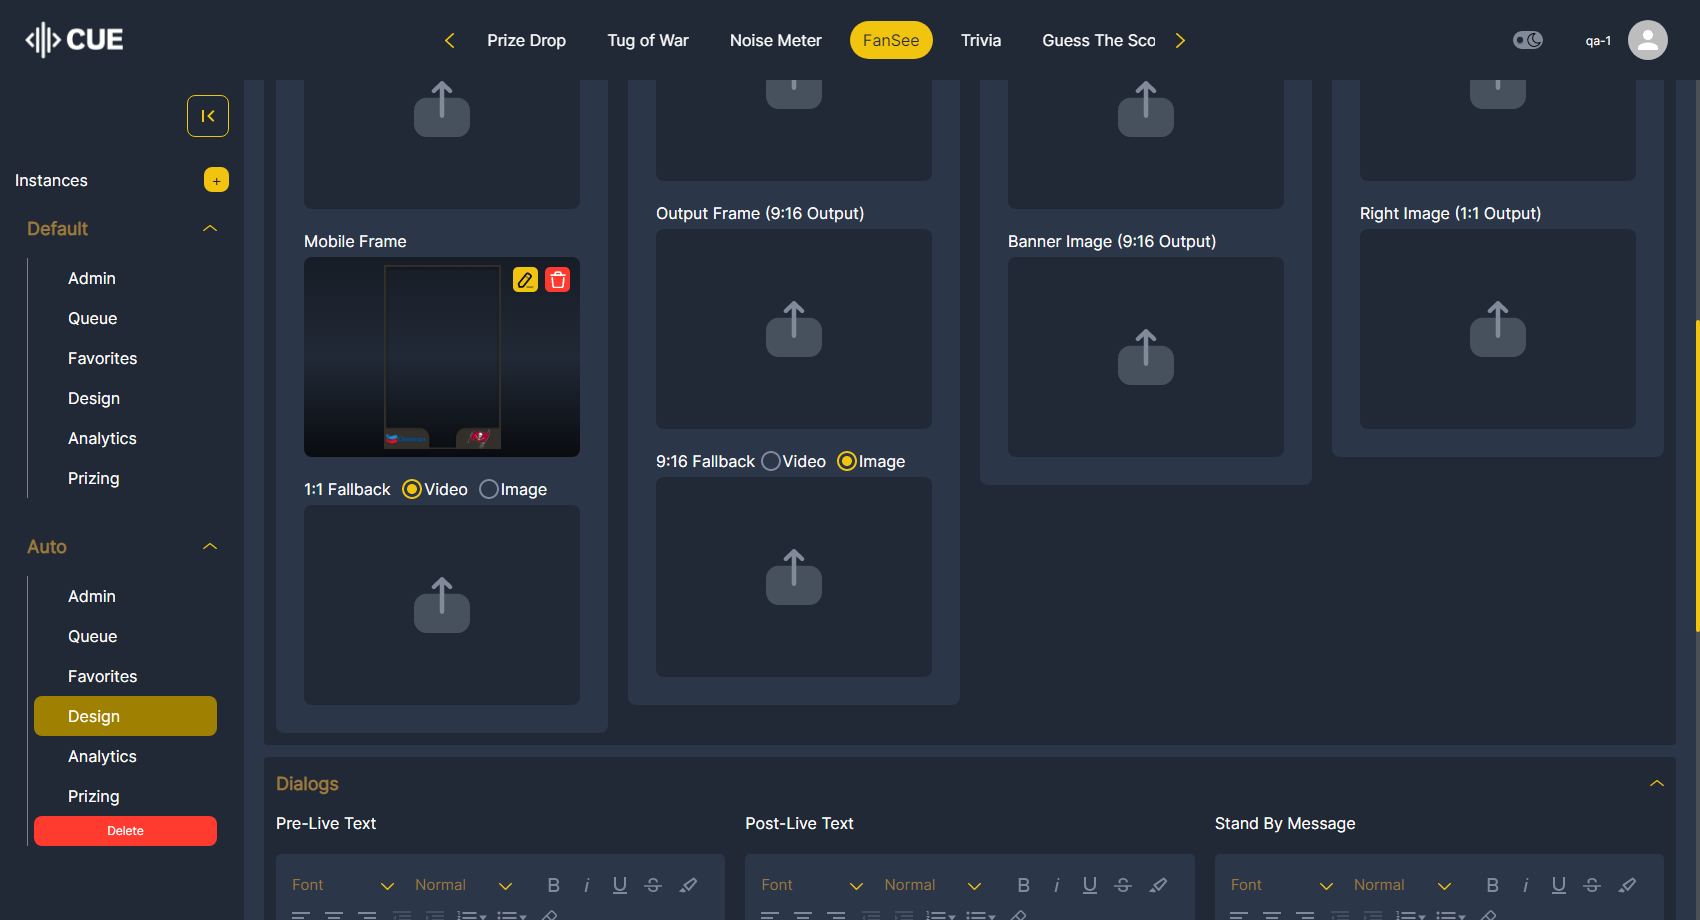 CUE
Prize Drop
Tug of War
Noise Meter
FanSee
Trivia
Guess The Sco
qa-1
Instances
+
Default
Admin
Queue
Favorites
Design
Analytics
Prizing
Auto
Admin
Queue
Favorites
Design
Analytics
Prizing
Delete
Mobile Frame
1:1 Fallback Video Image
Output Frame (9:16 Output)
9:16 Fallback Video Image
Banner Image (9:16 Output)
Right Image (1:1 Output)
Dialogs
Pre-Live Text
Font Normal B i U S
Post-Live Text
Font Normal B i U S
Stand By Message
Font Normal B i U S